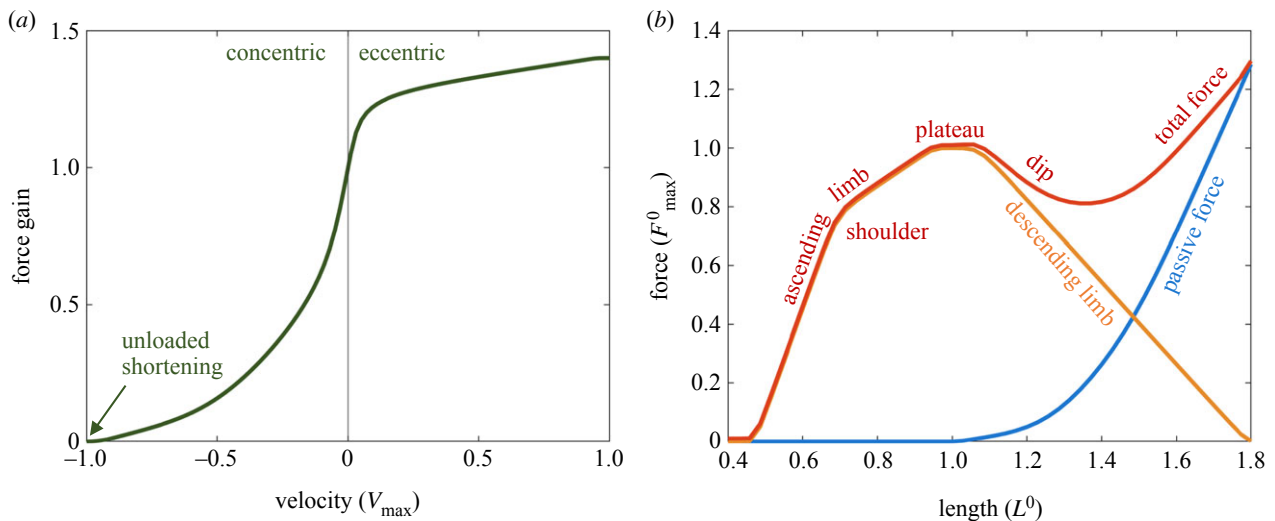 (a)
1.5
1.0
0.5
0
force gain
concentric
eccentric
unloaded
shortening
–1.0
–0.5
0
0.5
1.0
velocity (Vmax)
(b)
1.4
1.2
1.0
0.8
0.6
0.4
0.2
0
force (F⁰max)
ascending
limb
shoulder
plateau
dip
total force
descending limb
passive force
0.4
0.6
0.8
1.0
1.2
1.4
1.6
1.8
length (L⁰)